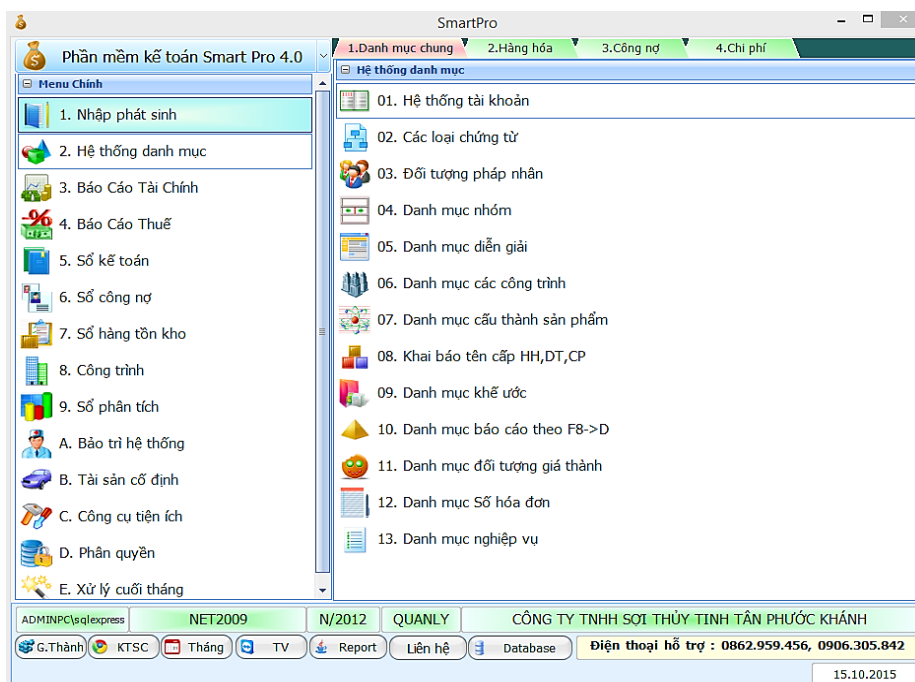 SmartPro
Phần mềm kế toán Smart Pro 4.0
Menu Chính
1. Nhập phát sinh
2. Hệ thống danh mục
3. Báo Cáo Tài Chính
4. Báo Cáo Thuế
5. Sổ kế toán
6. Sổ công nợ
7. Sổ hàng tồn kho
8. Công trình
9. Sổ phân tích
A. Bảo trì hệ thống
B. Tài sản cố định
C. Công cụ tiện ích
D. Phân quyền
E. Xử lý cuối tháng
1.Danh mục chung 2.Hàng hóa 3.Công nợ 4.Chi phí
Hệ thống danh mục
01. Hệ thống tài khoản
02. Các loại chứng từ
03. Đối tượng pháp nhân
04. Danh mục nhóm
05. Danh mục diễn giải
06. Danh mục các công trình
07. Danh mục cấu thành sản phẩm
08. Khai báo tên cấp HH,DT,CP
09. Danh mục khế ước
10. Danh mục báo cáo theo F8->D
11. Danh mục đối tượng giá thành
12. Danh mục Số hóa đơn
13. Danh mục nghiệp vụ
ADMINPC\sqlexpress NET2009 N/2012 QUANLY CÔNG TY TNHH SỢI THỦY TINH TÂN PHƯỚC KHÁNH
G.Thành KTSC Tháng TV Report Liên hệ Database Điện thoại hỗ trợ : 0862.959.456, 0906.305.842
15.10.2015